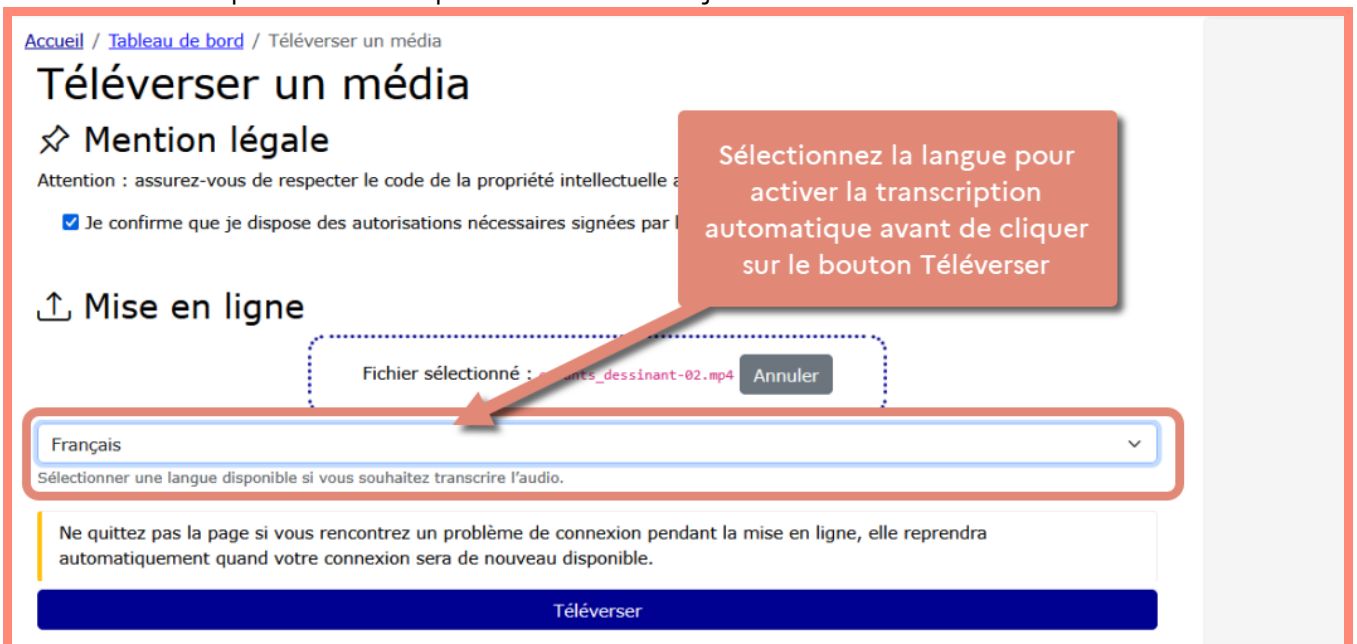 Accueil / Tableau de bord / Téléverser un média
Téléverser un média
Mention légale
Attention : assurez-vous de respecter le code de la propriété intellectuelle
Je confirme que je dispose des autorisations nécessaires signées par
Sélectionnez la langue pour
activer la transcription
automatique avant de cliquer
sur le bouton Téléverser
Mise en ligne
Fichier sélectionné : dessinant-02.mp4 Annuler
Français
Sélectionner une langue disponible si vous souhaitez transcrire l'audio.
Ne quittez pas la page si vous rencontrez un problème de connexion pendant la mise en ligne, elle reprendra
automatiquement quand votre connexion sera de nouveau disponible.
Téléverser